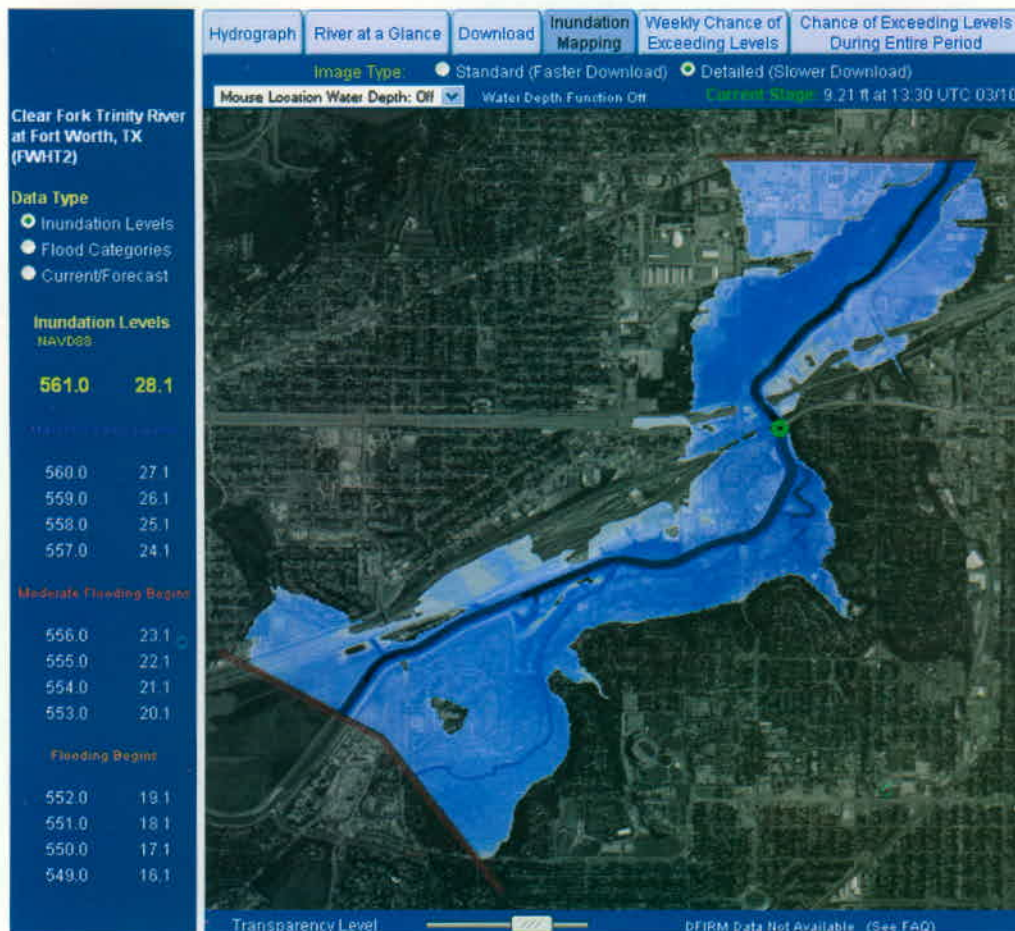 Hydrograph
River at a Glance
Download
Inundation
Mapping
Weekly Chance of
Exceeding Levels
Chance of Exceeding Levels
During Entire Period
Image Type:
Standard (Faster Download)
Detailed (Slower Download)
Mouse Location Water Depth: Off
Water Depth Function Off
Current Stage: 9.21 ft at 13:30 UTC 03/10
Clear Fork Trinity River
at Fort Worth, TX
(FWHT2)
Data Type
Inundation Levels
Flood Categories
Current/Forecast
Inundation Levels
NAVD88
561.0 28.1
560.0 27.1
559.0 26.1
558.0 25.1
557.0 24.1
Moderate Flooding Begins
556.0 23.1
555.0 22.1
554.0 21.1
553.0 20.1
Flooding Begins
552.0 19.1
551.0 18.1
550.0 17.1
549.0 16.1
Transparency Level
DFIRM Data Not Available (See FAQ)